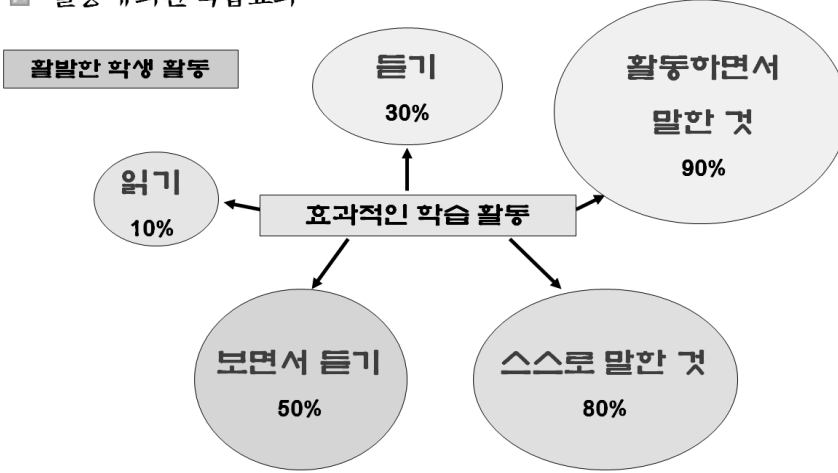 활발한 학생 활동
듣기
30%
활동하면서
말한 것
90%
읽기
10%
효과적인 학습 활동
보면서 듣기
50%
스스로 말한 것
80%